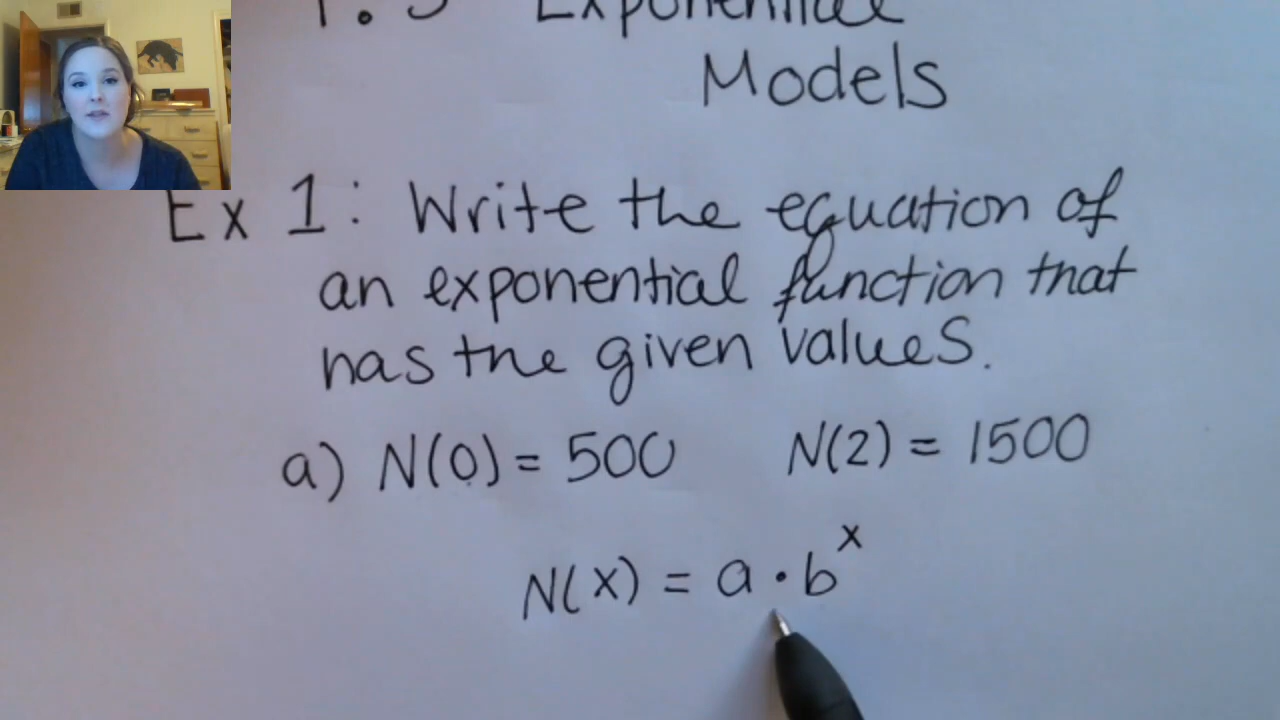 Models
Ex 1: Write the equation of
an exponential function that
has the given values.
a) N(0) = 500 N(2) = 1500
N(x) = a · b^x